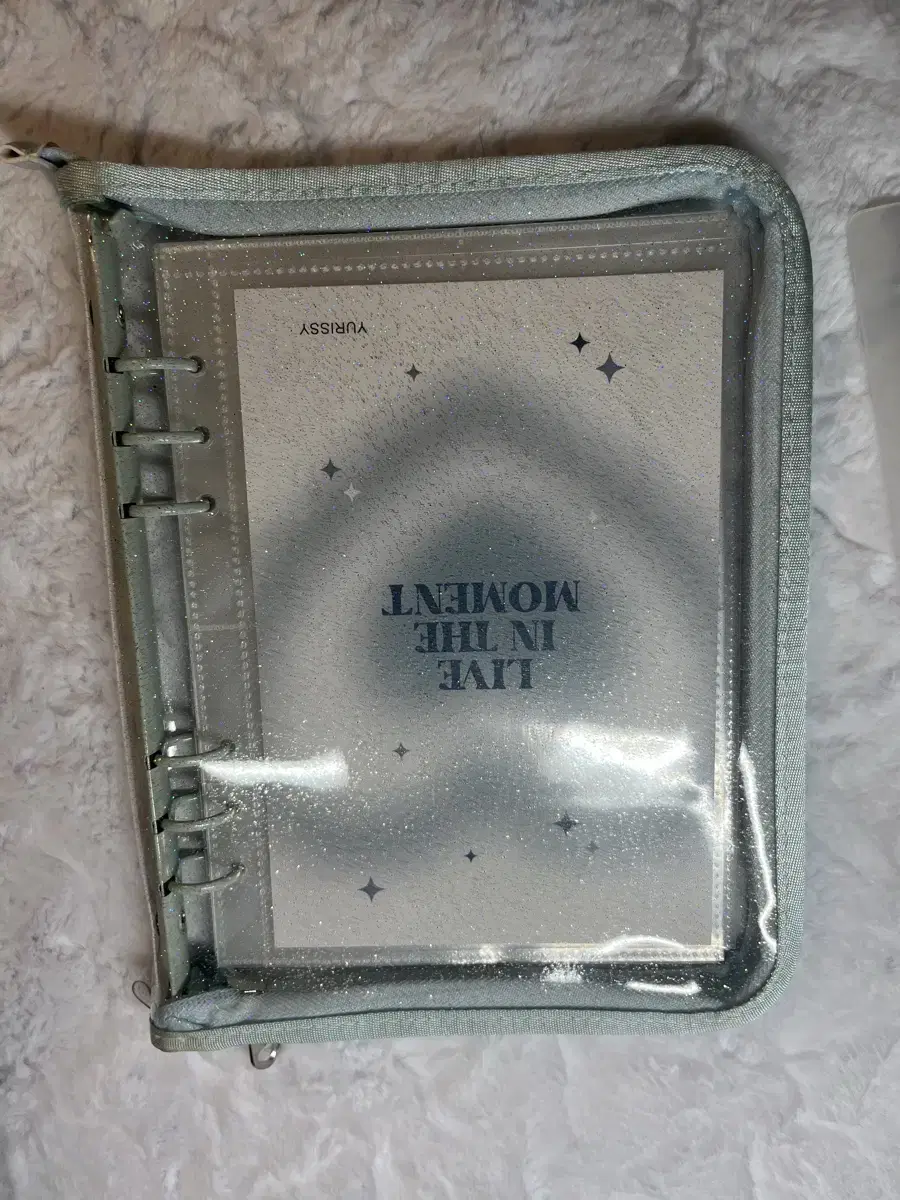 LIVE
IN THE
MOMENT
YURISSY